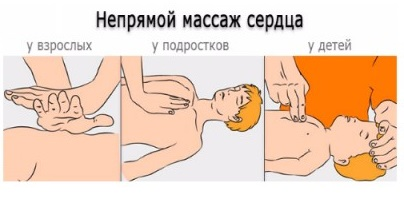 Непрямой массаж сердца
у взрослых у подростков у детей